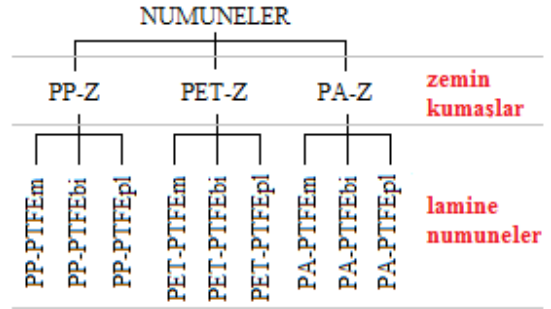 NUMUNELER
PP-Z PET-Z PA-Z
zemin
kumaşlar
PP-PTFEm
PP-PTFEbi
PP-PTFEpl
PET-PTFEm
PET-PTFEbi
PET-PTFEpl
PA-PTFEm
PA-PTFEbi
PA-PTFEpl
lamine
numuneler